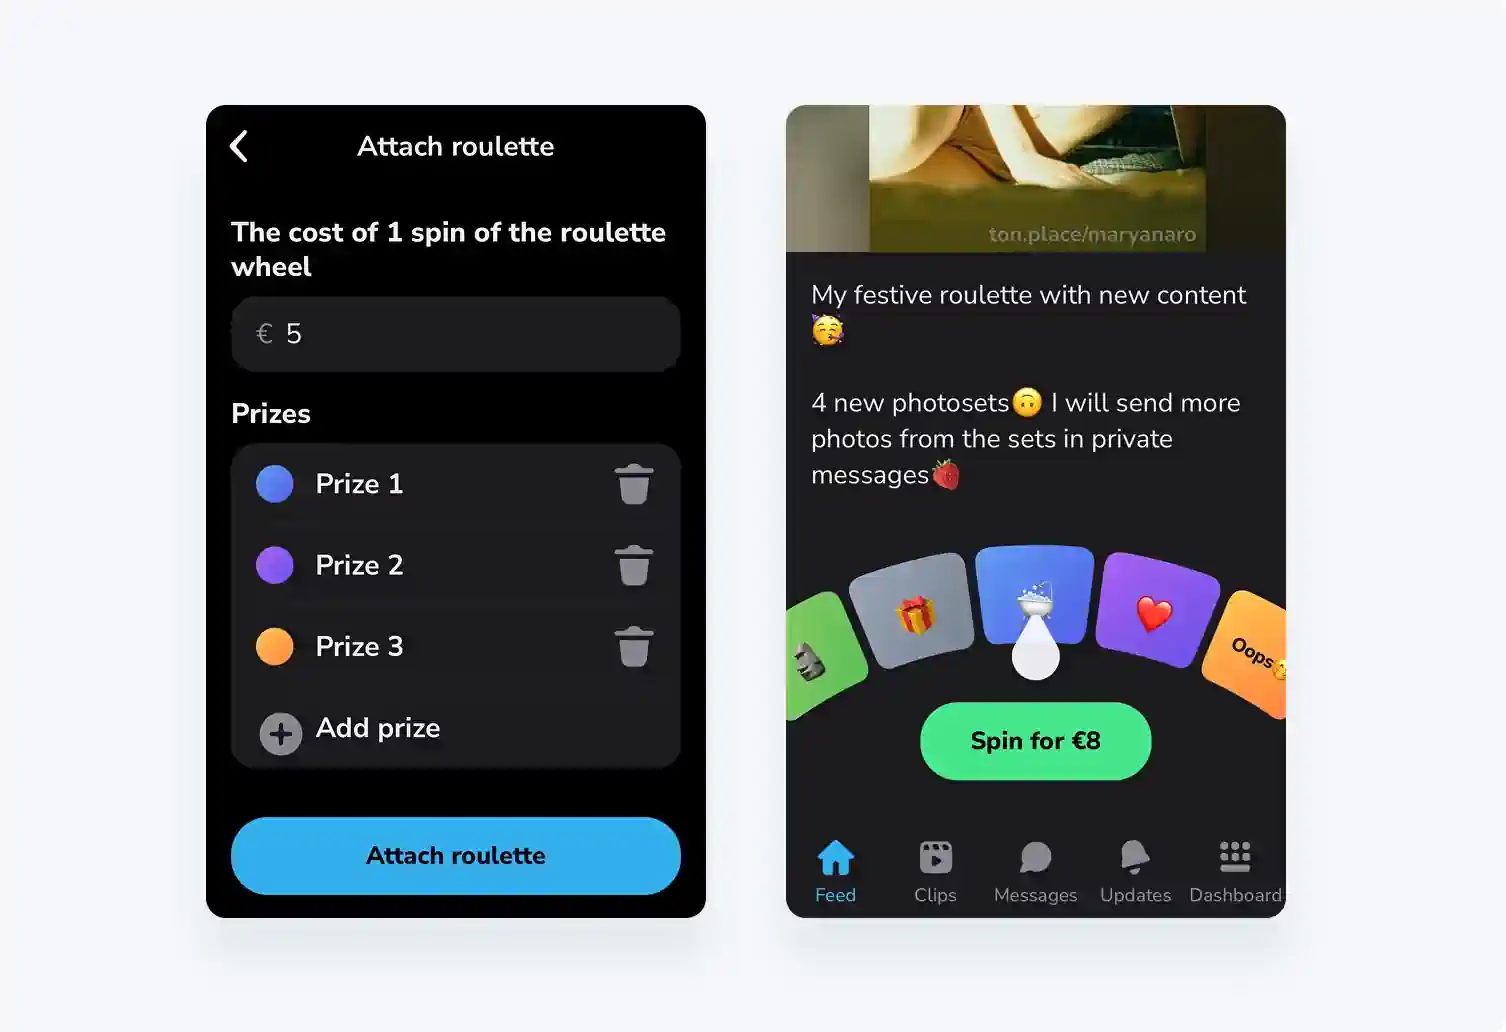 Attach roulette
The cost of 1 spin of the roulette
wheel
€ 5
Prizes
Prize 1
Prize 2
Prize 3
Add prize
Attach roulette
ton.place/maryanaro
My festive roulette with new content
🥳
4 new photosets🙃 I will send more
photos from the sets in private
messages🍓
Oops
Spin for €8
Feed
Clips
Messages
Updates
Dashboard